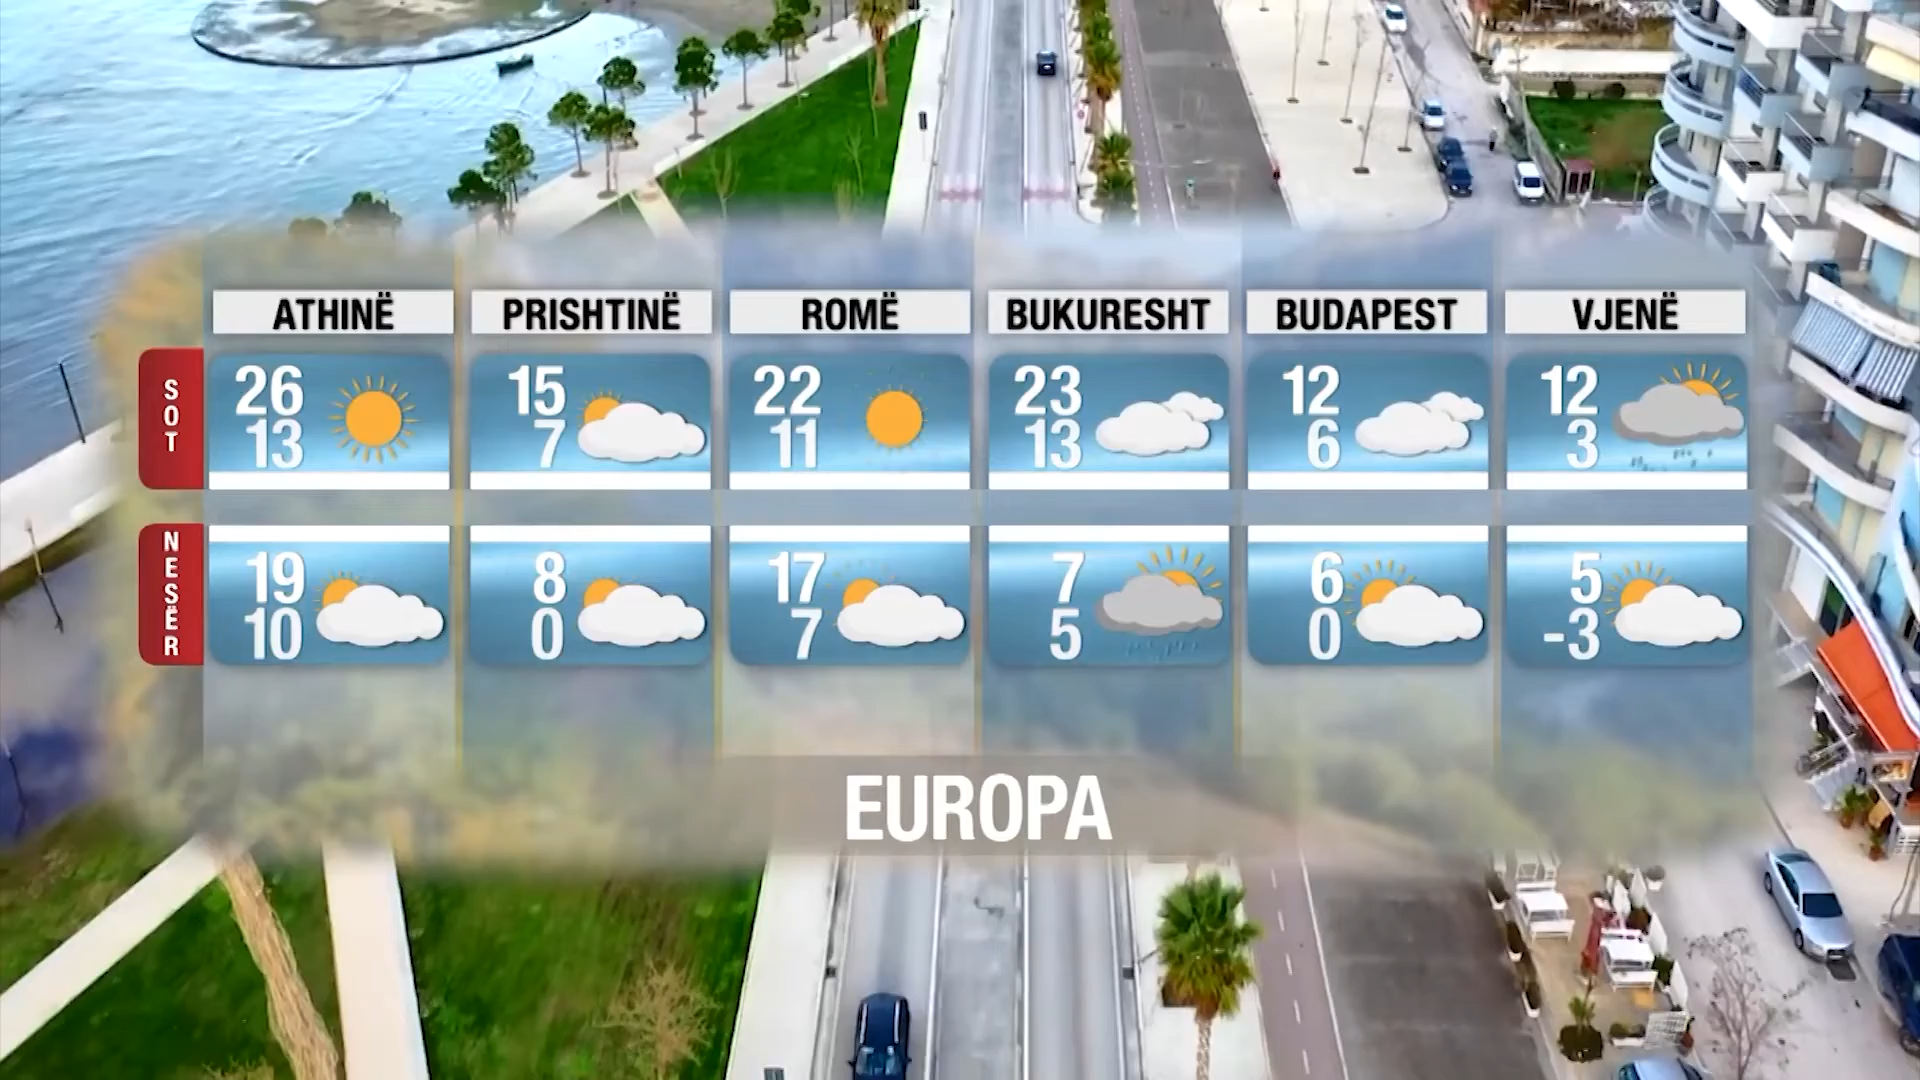 ATHINË PRISHTINË ROMË BUKURESHT BUDAPEST VJENË
SOT
26 15 22 23 12 12
13 7 11 13 6 3
NESËR
19 8 17 7 6 5
10 0 7 5 0 -3
EUROPA